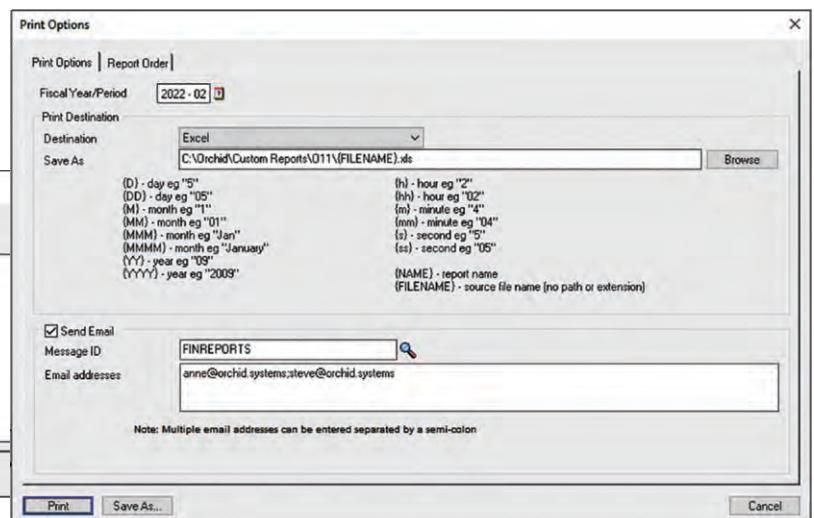 Print Options
Print Options Report Order
Fiscal Year/Period 2022 - 02
Print Destination
Destination Excel
Save As C:\Orchid\Custom Reports\O11\{FILENAME}.xls Browse
{D} - day eg "5" {h} - hour eg "2"
{DD} - day eg "05" {hh} - hour eg "02"
{M} - month eg "1" {m} - minute eg "4"
{MM} - month eg "01" {mm} - minute eg "04"
{MMM} - month eg "Jan" {s} - second eg "5"
{MMMM} - month eg "January" {ss} - second eg "05"
{YY} - year eg "09"
{YYYY} - year eg "2009" {NAME} - report name
{FILENAME} - source file name (no path or extension)
Send Email
Message ID FINREPORTS
Email addresses anne@orchid.systems;steve@orchid.systems
Note: Multiple email addresses can be entered separated by a semi-colon
Print Save As... Cancel